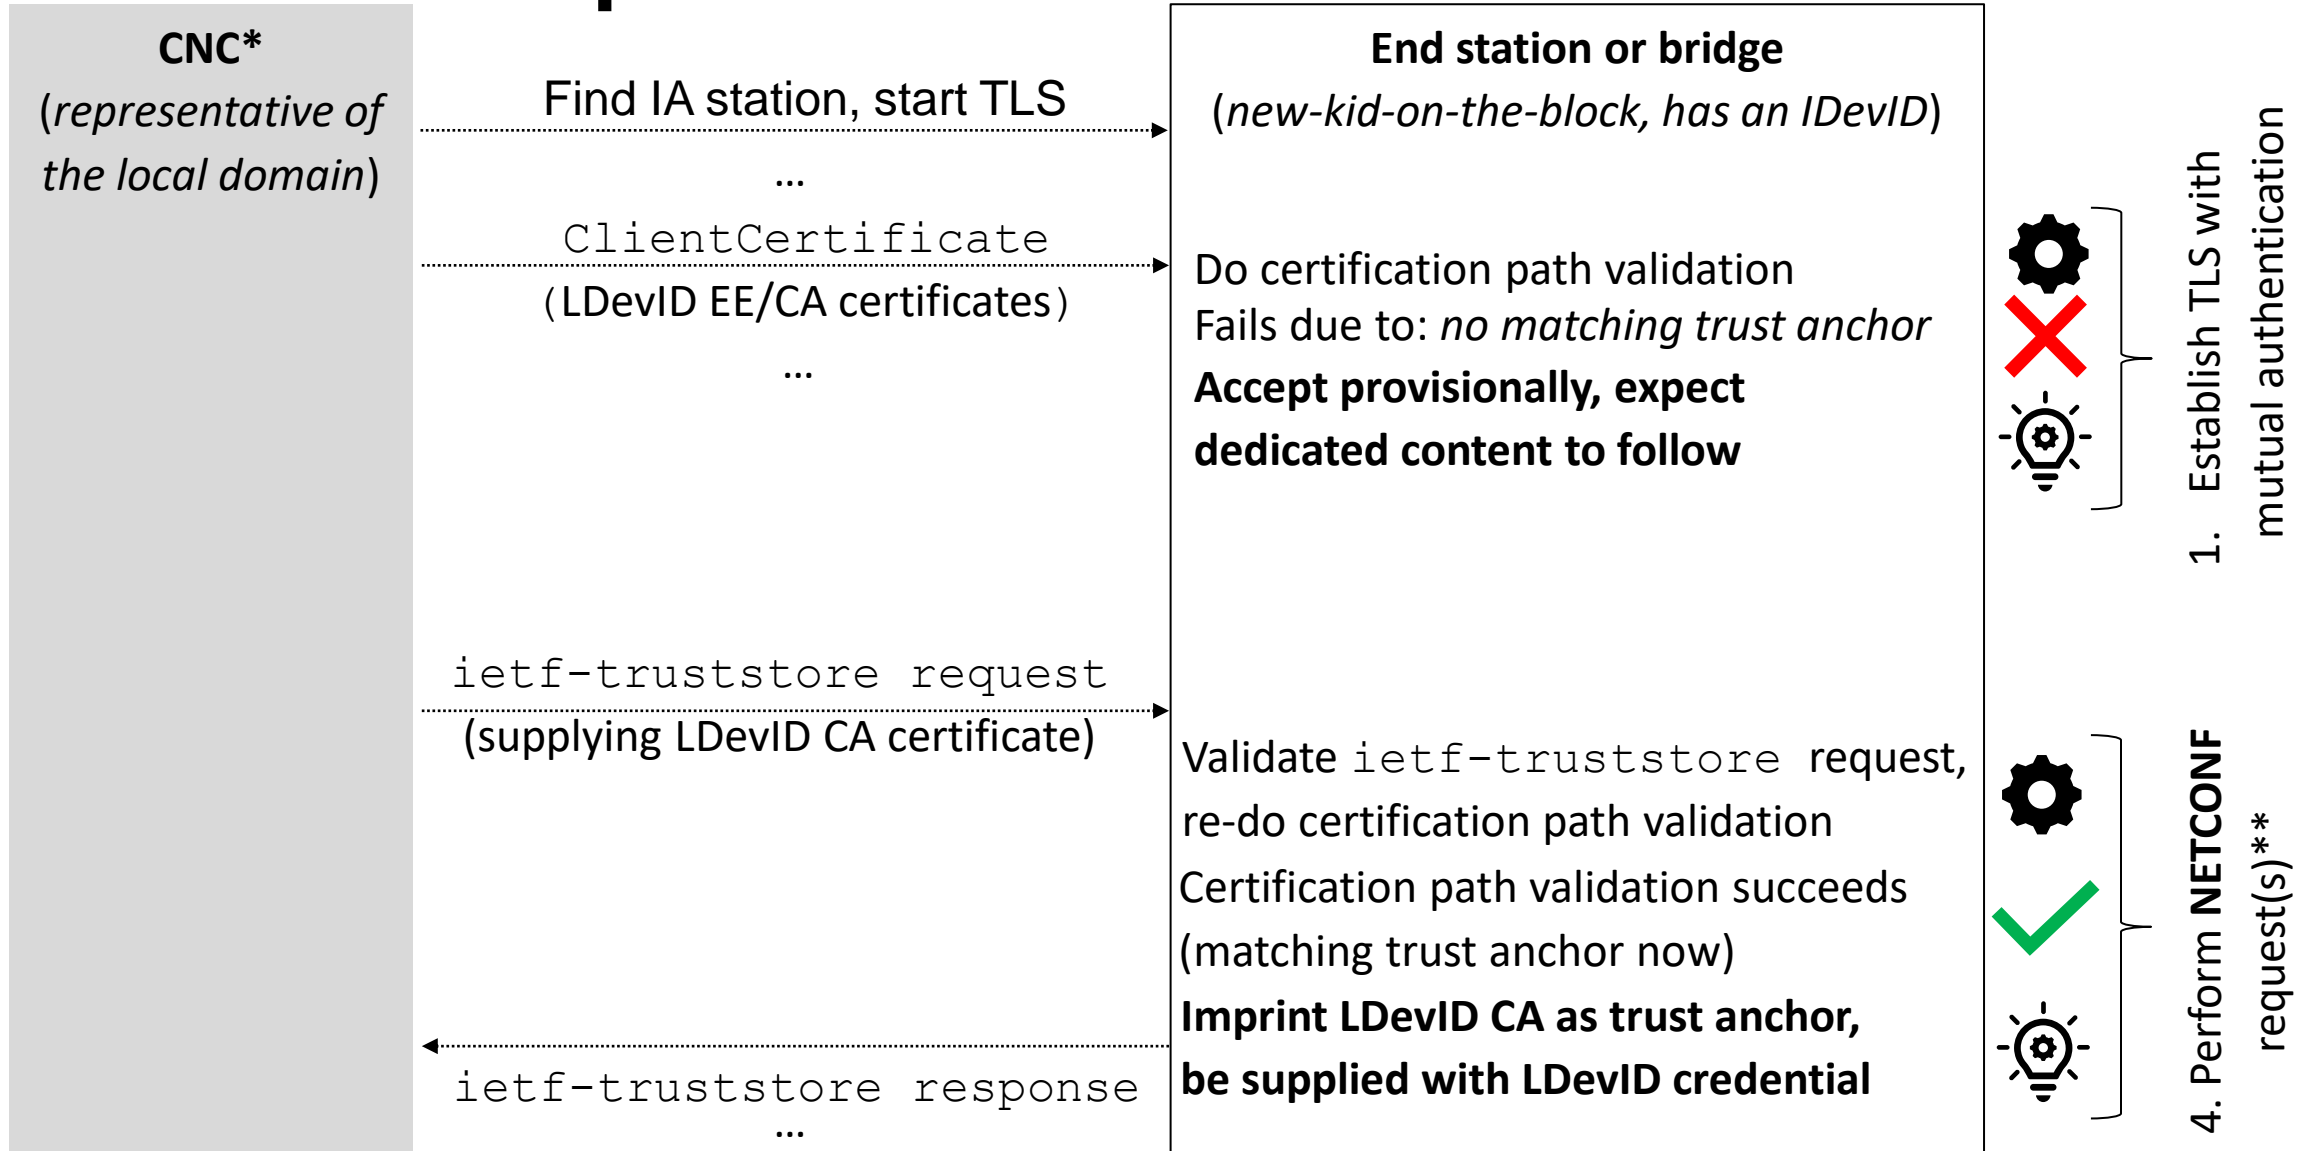 CNC*
(representative of
the local domain)
Find IA station, start TLS
...
ClientCertificate
(LDevID EE/CA certificates)
...
ietf-truststore request
(supplying LDevID CA certificate)
ietf-truststore response
...
End station or bridge
(new-kid-on-the-block, has an IDevID)
Do certification path validation
Fails due to: no matching trust anchor
Accept provisionally, expect
dedicated content to follow
Validate ietf-truststore request,
re-do certification path validation
Certification path validation succeeds
(matching trust anchor now)
Imprint LDevID CA as trust anchor,
be supplied with LDevID credential
1. Establish TLS with
mutual authentication
4. Perform NETCONF
request(s)**